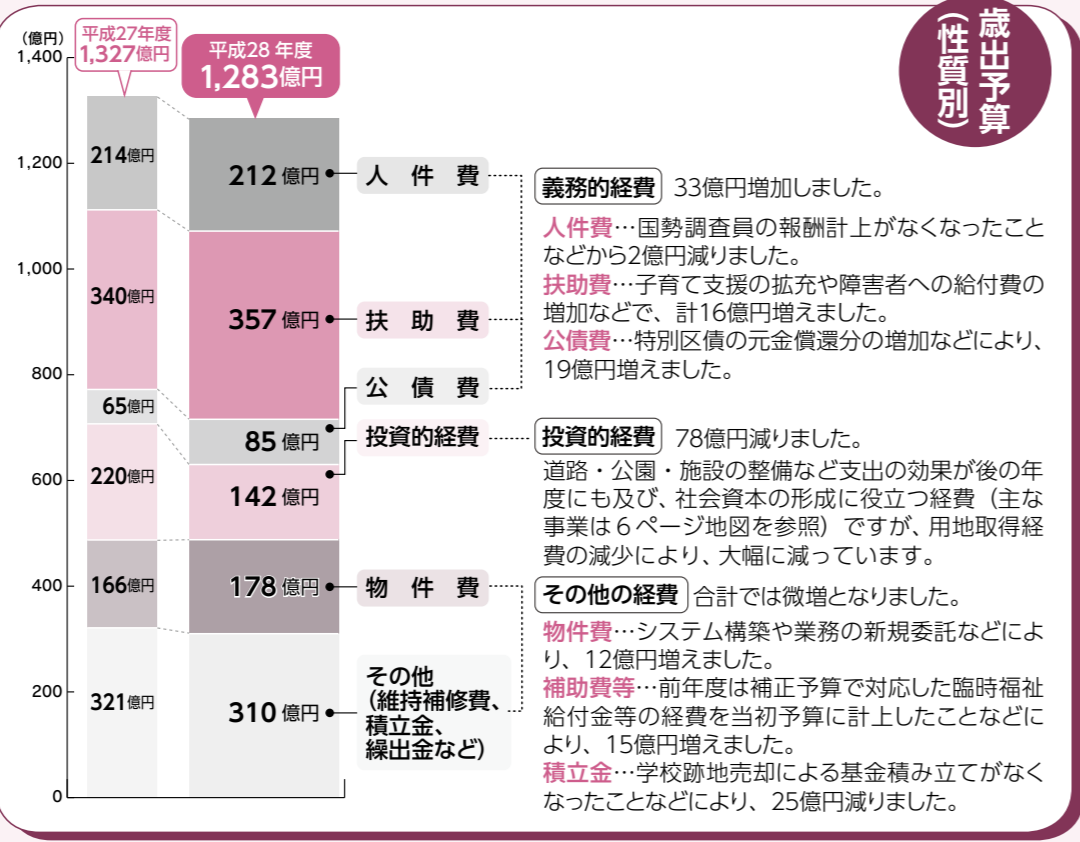 歳出予算
（性質別）
（億円）
平成27年度
1,327億円
平成28年度
1,283億円
1,400
1,200
1,000
800
600
400
200
0
214億円
340億円
65億円
220億円
166億円
321億円
212億円
357億円
85億円
142億円
178億円
310億円
人件費
扶助費
公債費
投資的経費
物件費
その他
（維持補修費、
積立金、
繰出金など）
義務的経費 33億円増加しました。
人件費…国勢調査員の報酬計上がなくなったこと
などから2億円減りました。
扶助費…子育て支援の拡充や障害者への給付費の
増加などで、計16億円増えました。
公債費…特別区債の元金償還分の増加などにより、
19億円増えました。
投資的経費 78億円減りました。
道路・公園・施設の整備など支出の効果が後の年
度にも及び、社会資本の形成に役立つ経費（主な
事業は６ページ地図を参照）ですが、用地取得経
費の減少により、大幅に減っています。
その他の経費 合計では微増となりました。
物件費…システム構築や業務の新規委託などによ
り、12億円増えました。
補助費等…前年度は補正予算で対応した臨時福祉
給付金等の経費を当初予算に計上したことなどに
より、15億円増えました。
積立金…学校跡地売却による基金積み立てがなく
なったことなどにより、25億円減りました。